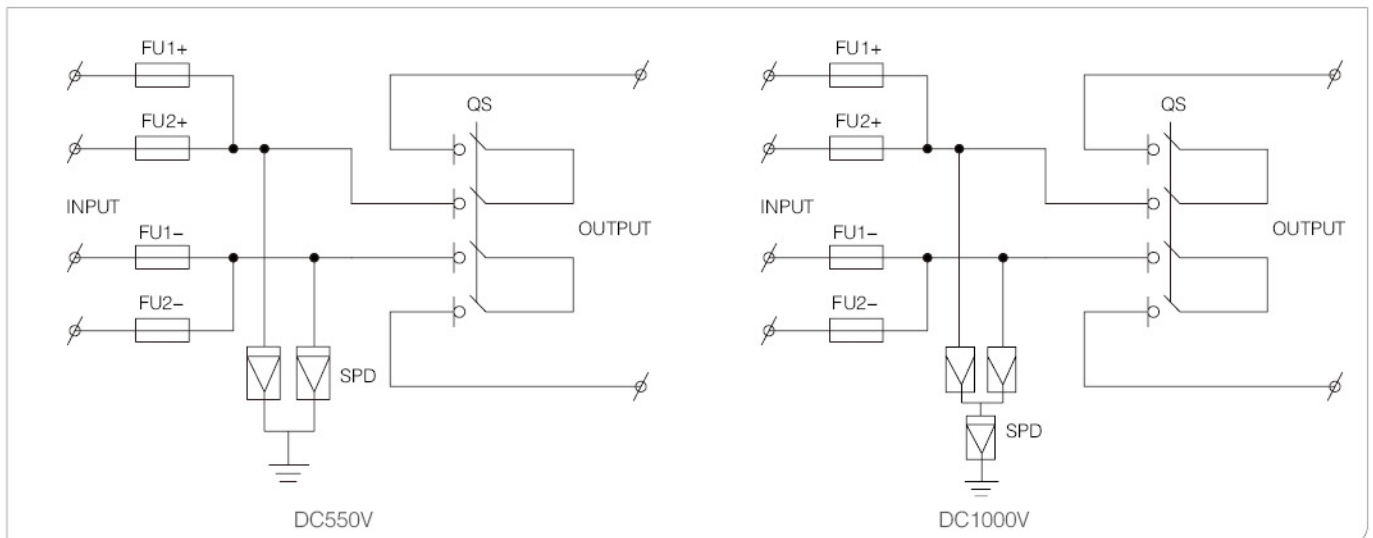 FU1+
QS
FU2+
INPUT
OUTPUT
FU1–
FU2–
SPD
DC550V
FU1+
QS
FU2+
INPUT
OUTPUT
FU1–
FU2–
SPD
DC1000V